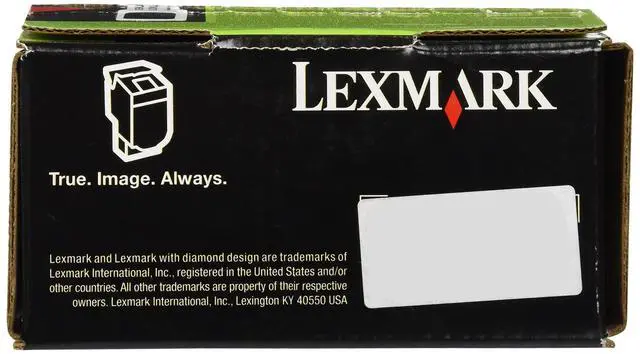 LEXMARK
True. Image. Always.
Lexmark and Lexmark with diamond design are trademarks of
Lexmark International, Inc., registered in the United States and/or
other countries. All other trademarks are property of their respective
owners. Lexmark International, Inc., Lexington KY 40550 USA